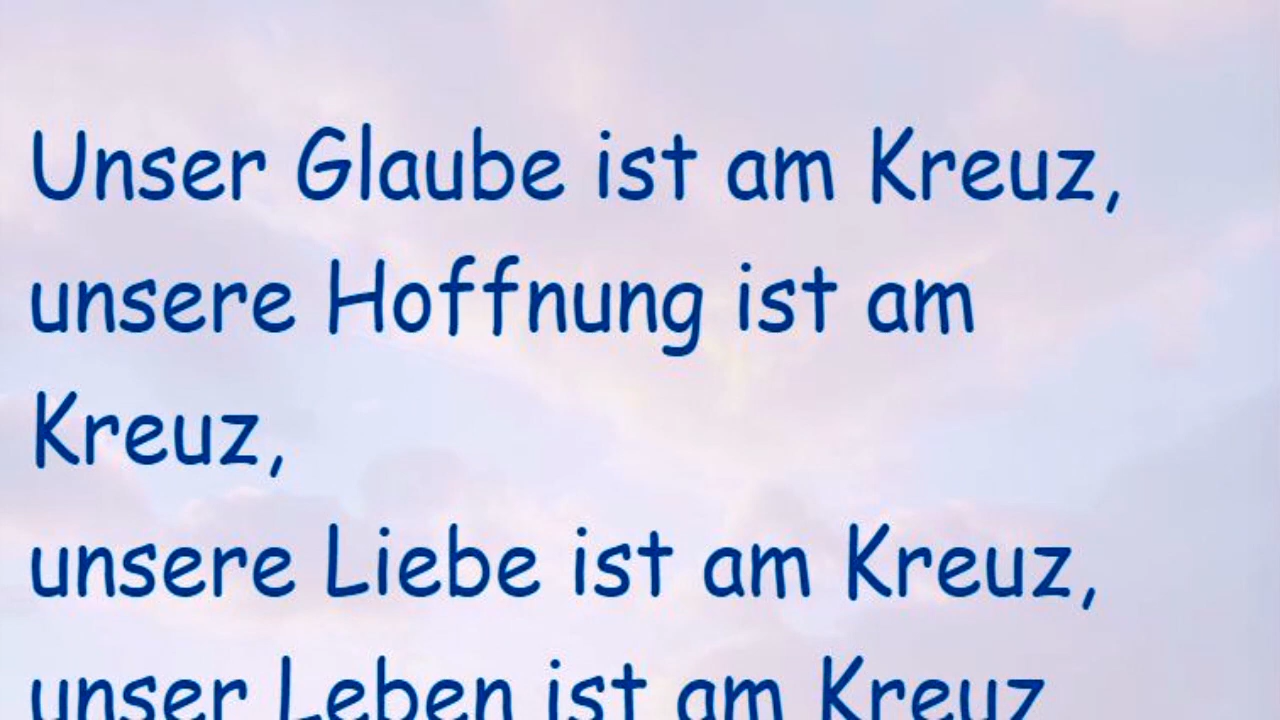 Unser Glaube ist am Kreuz,
unsere Hoffnung ist am
Kreuz,
unsere Liebe ist am Kreuz,
unser Leben ist am Kreuz